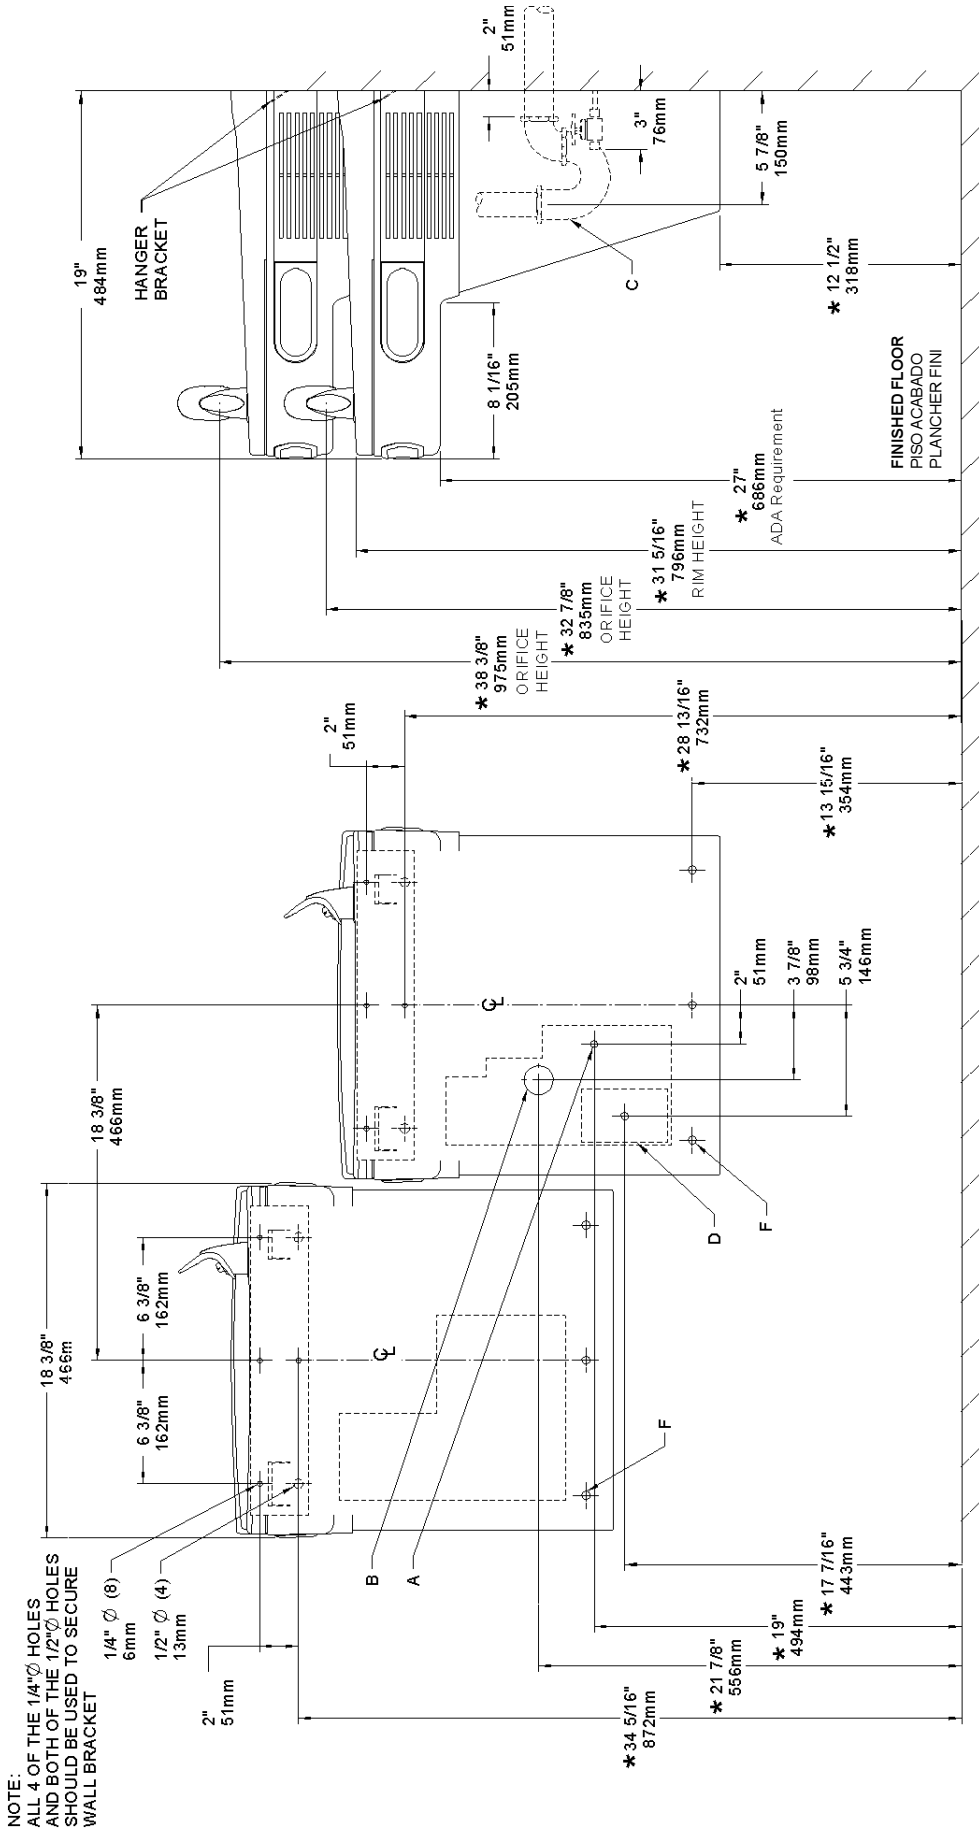 NOTE:
ALL 4 OF THE 1/4"Ø HOLES
AND BOTH OF THE 1/2"Ø HOLES
SHOULD BE USED TO SECURE
WALL BRACKET
18 3/8"
466m
18 3/8"
466mm
6 3/8"
162mm
6 3/8"
162mm
1/4" Ø (8)
6mm
1/2" Ø (4)
13mm
2"
51mm
2"
51mm
℄
℄
B
A
F
D
F
2"
51mm
3 7/8"
98mm
5 3/4"
146mm
* 34 5/16"
872mm
* 21 7/8"
556mm
* 19"
494mm
* 17 7/16"
443mm
* 28 13/16"
732mm
* 13 15/16"
354mm
19"
484mm
HANGER
BRACKET
2"
51mm
3"
76mm
5 7/8"
150mm
C
8 1/16"
205mm
* 12 1/2"
318mm
* 38 3/8"
975mm
ORIFICE
HEIGHT
* 32 7/8"
835mm
ORIFICE
HEIGHT
* 31 5/16"
796mm
RIM HEIGHT
* 27"
686mm
ADA Requirement
FINISHED FLOOR
PISO ACABADO
PLANCHER FINI